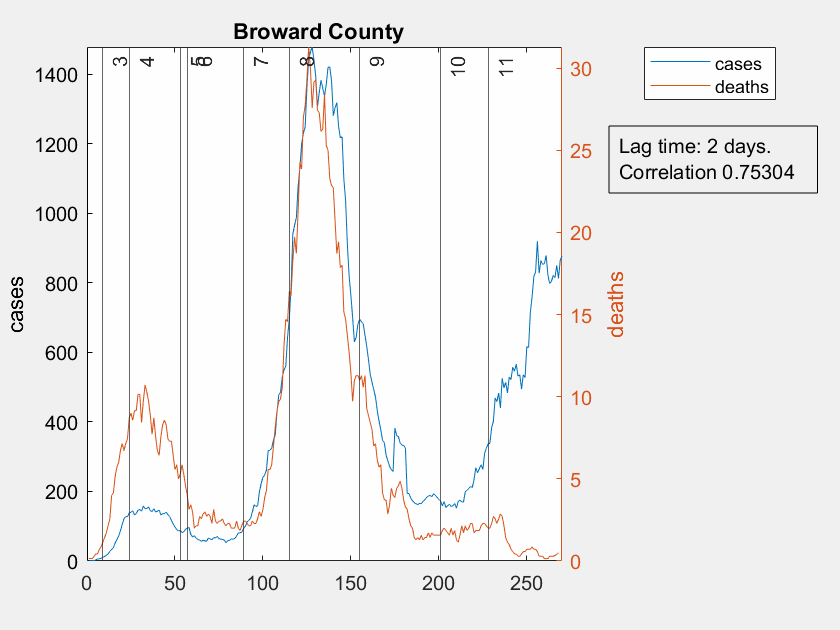 Broward County
3 4 5 6 7 8 9 10 11
cases
deaths
Lag time: 2 days.
Correlation 0.75304
1400
1200
1000
800
600
400
200
0
cases
30
25
20
15
10
5
0
deaths
0 50 100 150 200 250